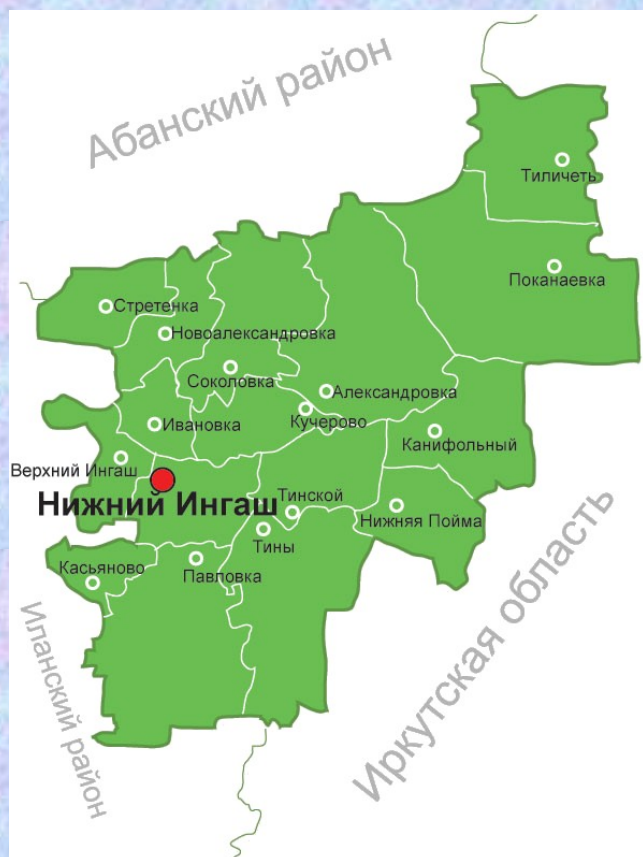 Абанский район
Тиличеть
Поканаевка
Стретенка
Новоалександровка
Соколовка
Александровка
Кучерово
Ивановка
Канифольный
Верхний Ингаш
Нижний Ингаш
Тинской
Нижняя Пойма
Тины
Касьяново
Павловка
Иланский район
Иркутская область